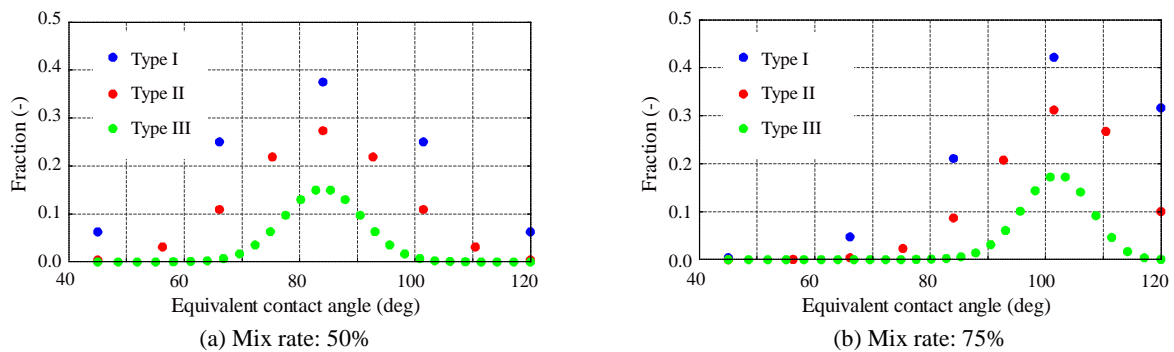 0.5
0.4
0.3
0.2
0.1
0.0
Fraction (-)
Type I
Type II
Type III
40
60
80
100
120
Equivalent contact angle (deg)
(a) Mix rate: 50%
0.5
0.4
0.3
0.2
0.1
0.0
Fraction (-)
Type I
Type II
Type III
40
60
80
100
120
Equivalent contact angle (deg)
(b) Mix rate: 75%